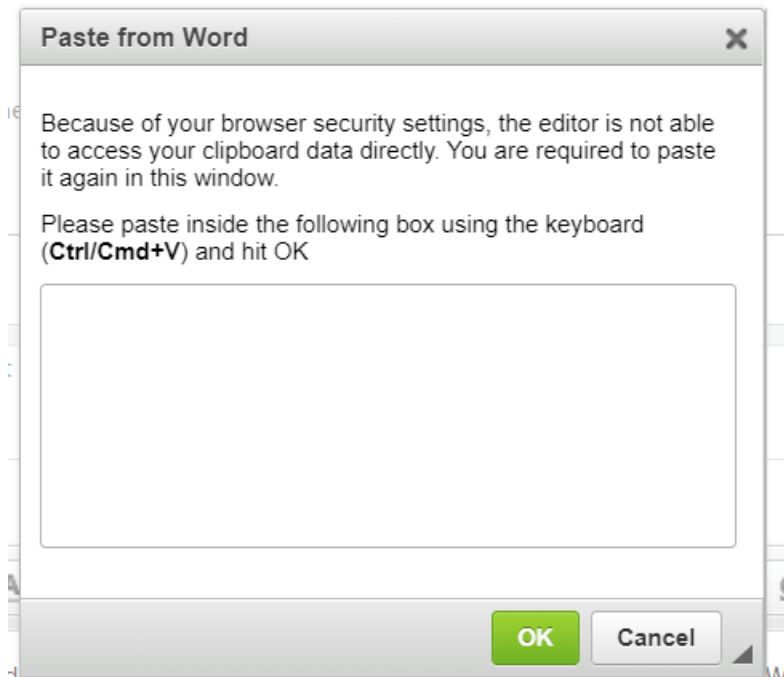 Paste from Word
Because of your browser security settings, the editor is not able
to access your clipboard data directly. You are required to paste
it again in this window.
Please paste inside the following box using the keyboard
(Ctrl/Cmd+V) and hit OK
OK Cancel